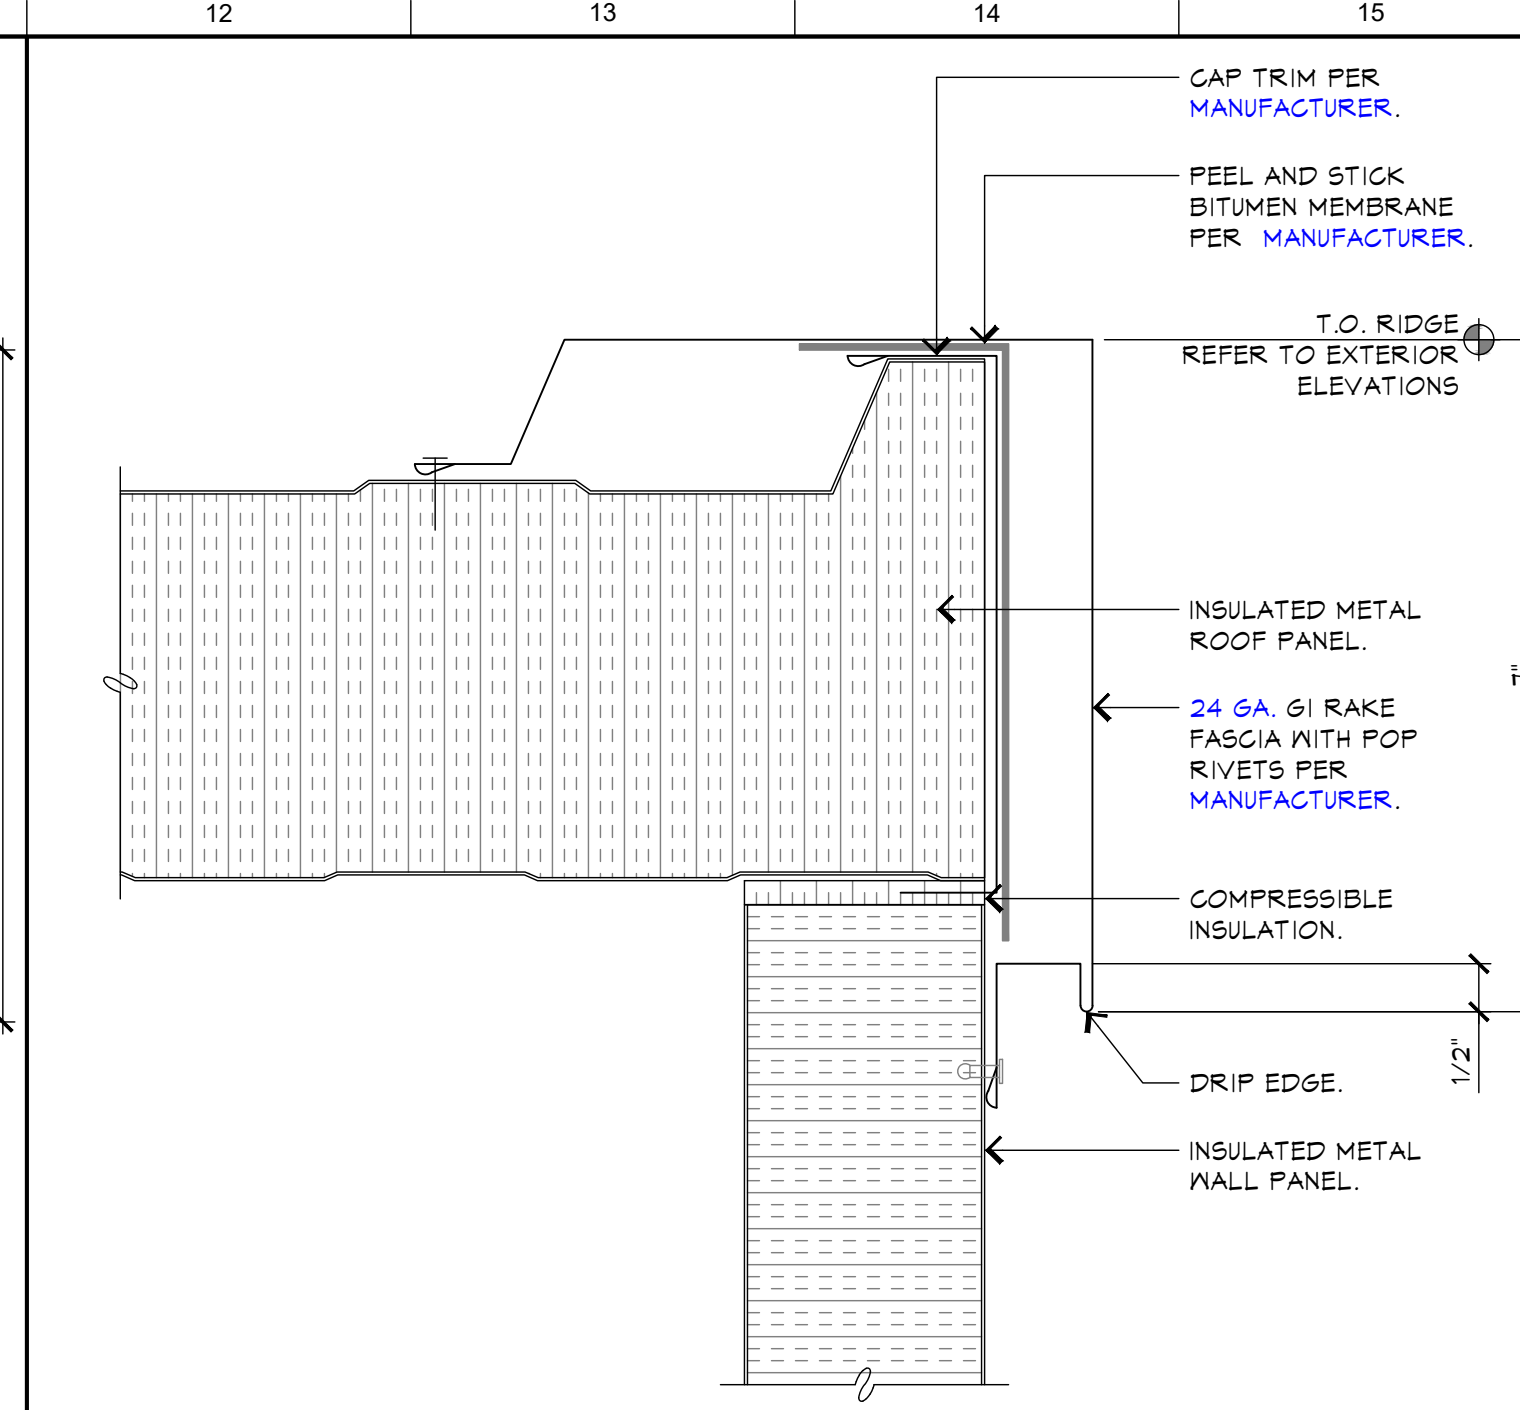 12 13 14 15
CAP TRIM PER
MANUFACTURER.
PEEL AND STICK
BITUMEN MEMBRANE
PER MANUFACTURER.
T.O. RIDGE
REFER TO EXTERIOR
ELEVATIONS
INSULATED METAL
ROOF PANEL.
24 GA. GI RAKE
FASCIA WITH POP
RIVETS PER
MANUFACTURER.
COMPRESSIBLE
INSULATION.
1/2"
DRIP EDGE.
INSULATED METAL
WALL PANEL.